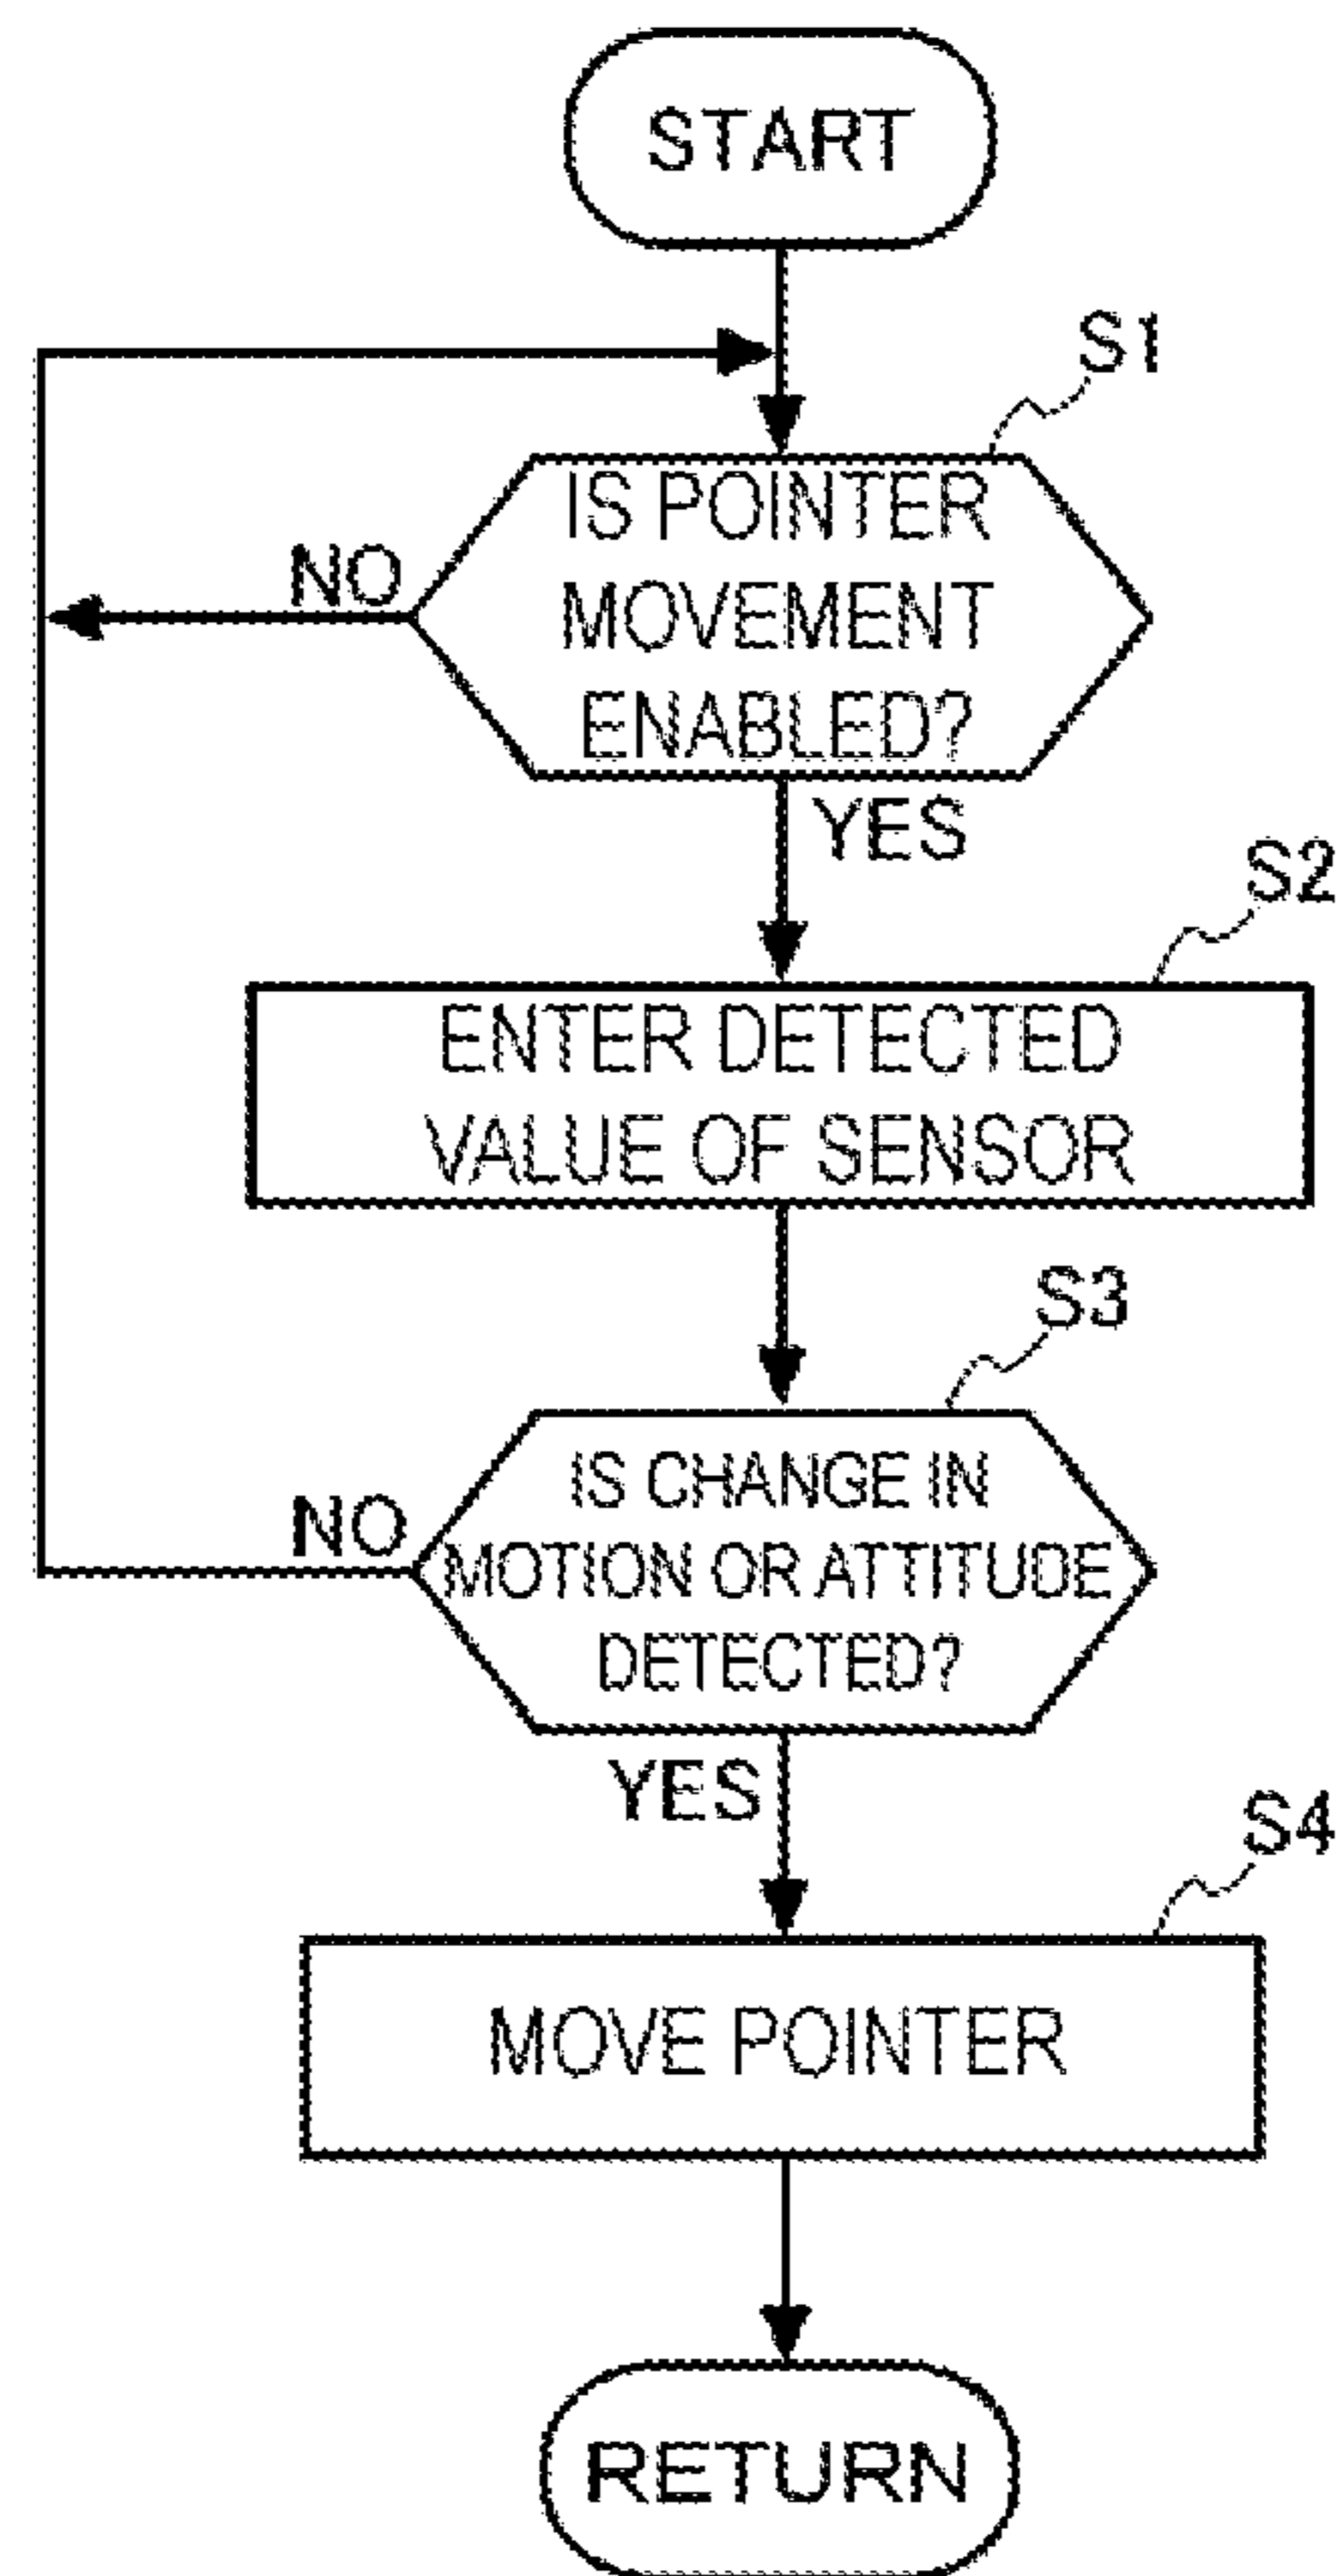 START
S1
IS POINTER
MOVEMENT
ENABLED?
NO
YES
S2
ENTER DETECTED
VALUE OF SENSOR
S3
IS CHANGE IN
MOTION OR ATTITUDE
DETECTED?
NO
YES
S4
MOVE POINTER
RETURN